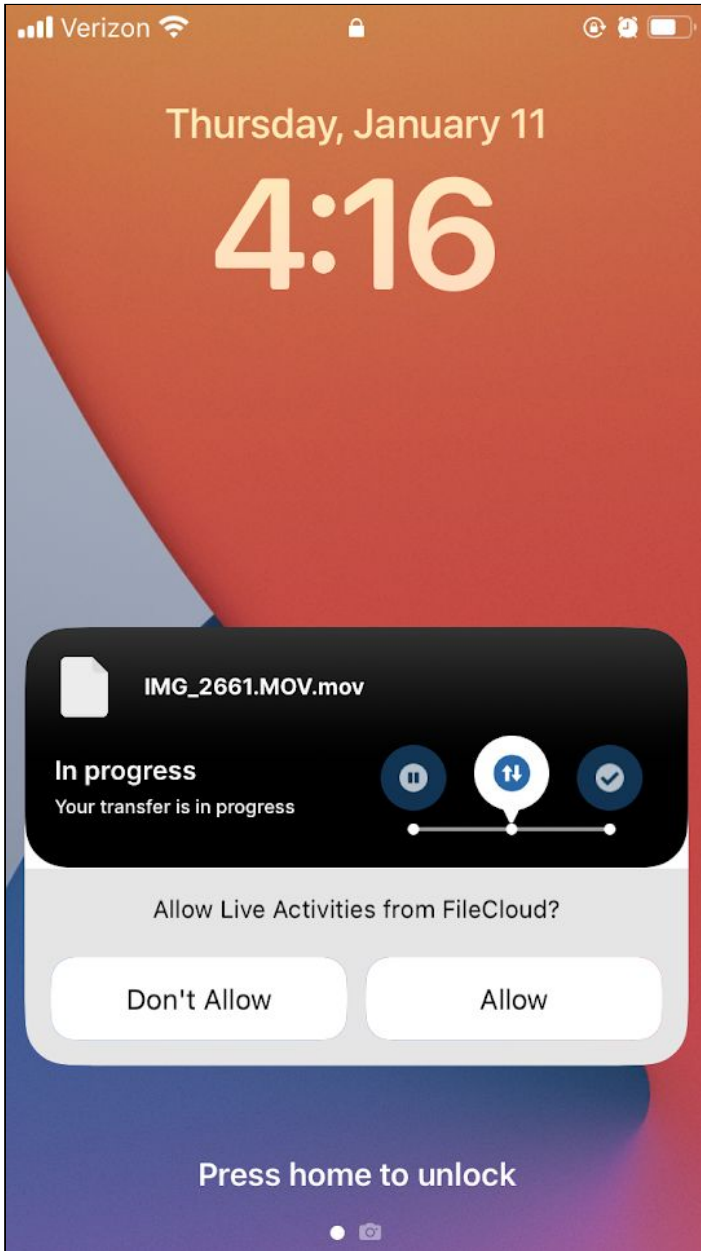 Verizon
Thursday, January 11
4:16
IMG_2661.MOV.mov
In progress
Your transfer is in progress
Allow Live Activities from FileCloud?
Don't Allow
Allow
Press home to unlock